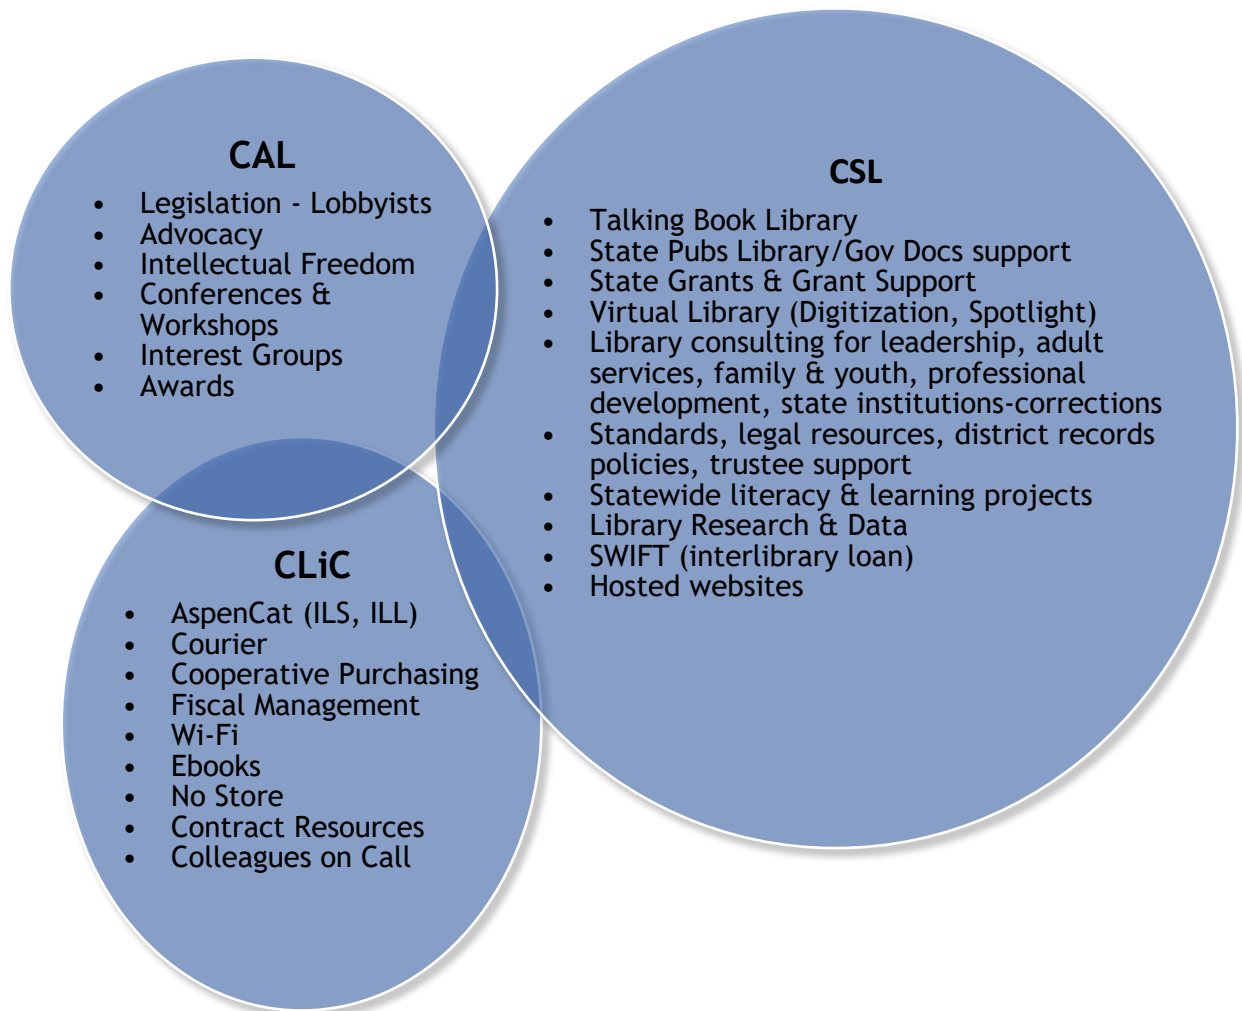 CAL
• Legislation - Lobbyists
• Advocacy
• Intellectual Freedom
• Conferences &
Workshops
• Interest Groups
• Awards
CSL
• Talking Book Library
• State Pubs Library/Gov Docs support
• State Grants & Grant Support
• Virtual Library (Digitization, Spotlight)
• Library consulting for leadership, adult
services, family & youth, professional
development, state institutions-corrections
• Standards, legal resources, district records
policies, trustee support
• Statewide literacy & learning projects
• Library Research & Data
• SWIFT (interlibrary loan)
• Hosted websites
CLiC
• AspenCat (ILS, ILL)
• Courier
• Cooperative Purchasing
• Fiscal Management
• Wi-Fi
• Ebooks
• No Store
• Contract Resources
• Colleagues on Call